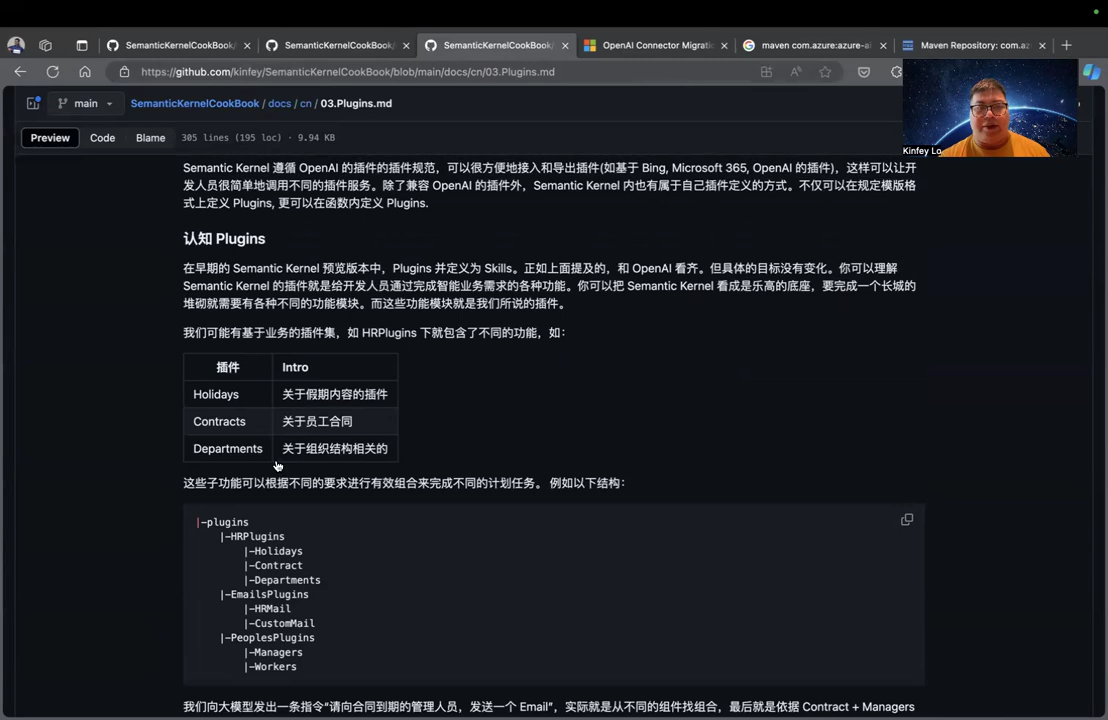 SemanticKernelCookBook/
SemanticKernelCookBook/
SemanticKernelCookBook/
OpenAI Connector Migratio
maven com.azure:azure-a
Maven Repository: com.az
https://github.com/kinfey/SemanticKernelCookBook/blob/main/docs/cn/03.Plugins.md
main
SemanticKernelCookBook / docs / cn / 03.Plugins.md
Preview Code Blame 305 lines (195 loc) · 9.94 KB
Kinfey Lo
Semantic Kernel 遵循 OpenAI 的插件的插件规范，可以很方便地接入和导出插件(如基于 Bing, Microsoft 365, OpenAI 的插件)，这样可以让开
发人员很简单地调用不同的插件服务。除了兼容 OpenAI 的插件外，Semantic Kernel 内也有属于自己插件定义的方式。不仅可以在规定模版格
式上定义 Plugins, 更可以在函数内定义 Plugins.
认知 Plugins
在早期的 Semantic Kernel 预览版本中，Plugins 并定义为 Skills。正如上面提及的，和 OpenAI 看齐。但具体的目标没有变化。你可以理解
Semantic Kernel 的插件就是给开发人员通过完成智能业务需求的各种功能。你可以把 Semantic Kernel 看成是乐高的底座，要完成一个长城的
堆砌就需要有各种不同的功能模块。而这些功能模块就是我们所说的插件。
我们可能有基于业务的插件集，如 HRPlugins 下就包含了不同的功能，如：
插件 Intro
Holidays 关于假期内容的插件
Contracts 关于员工合同
Departments 关于组织结构相关的
这些子功能可以根据不同的要求进行有效组合来完成不同的计划任务。 例如以下结构：
|-plugins
|-HRPlugins
|-Holidays
|-Contract
|-Departments
|-EmailsPlugins
|-HRMail
|-CustomMail
|-PeoplesPlugins
|-Managers
|-Workers
我们向大模型发出一条指令“请向合同到期的管理人员，发送一个 Email”，实际就是从不同的组件找组合，最后就是依据 Contract + Managers